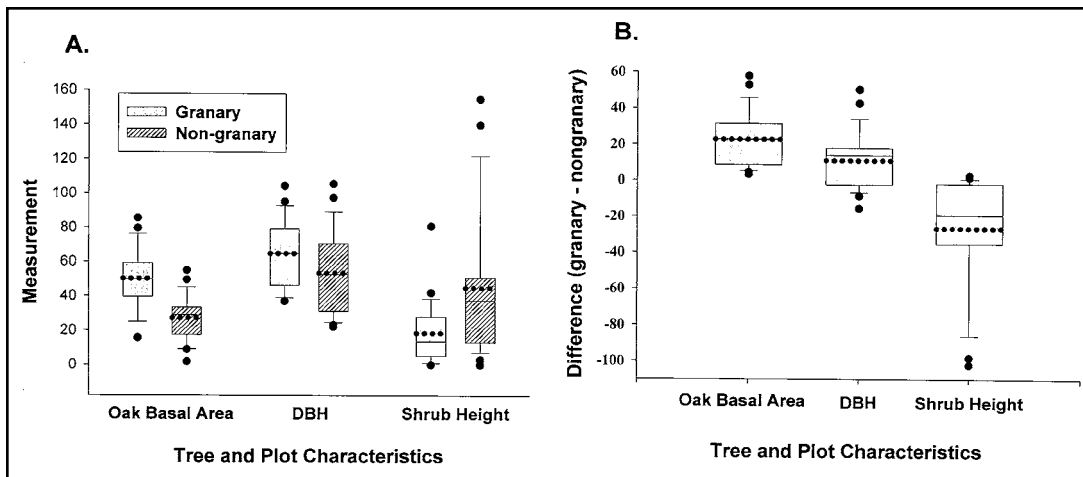 A.
Measurement
160
140
120
100
80
60
40
20
0
Granary
Non-granary
Oak Basal Area
DBH
Shrub Height
Tree and Plot Characteristics
B.
Difference (granary - nongranary)
60
40
20
0
-20
-40
-60
-80
-100
Oak Basal Area
DBH
Shrub Height
Tree and Plot Characteristics